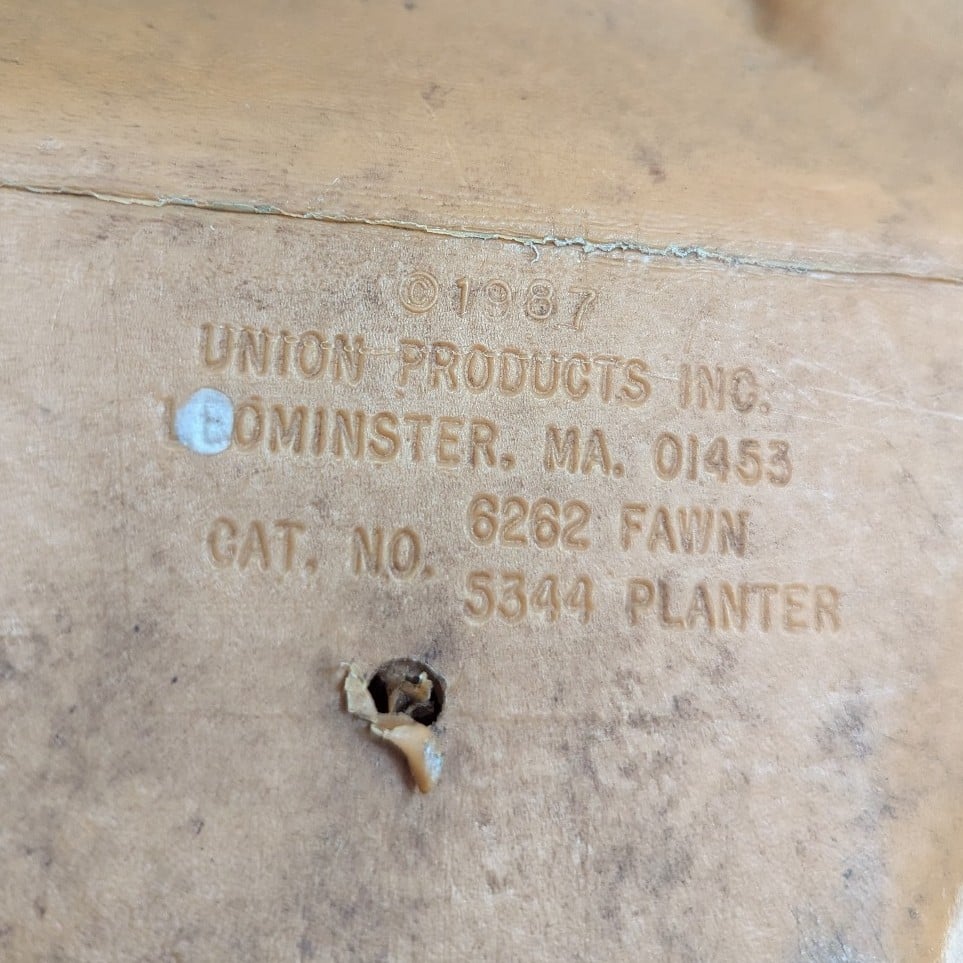 ©1987
UNION PRODUCTS INC.
LEOMINSTER, MA. 01453
6262 FAWN
CAT. NO.
5344 PLANTER